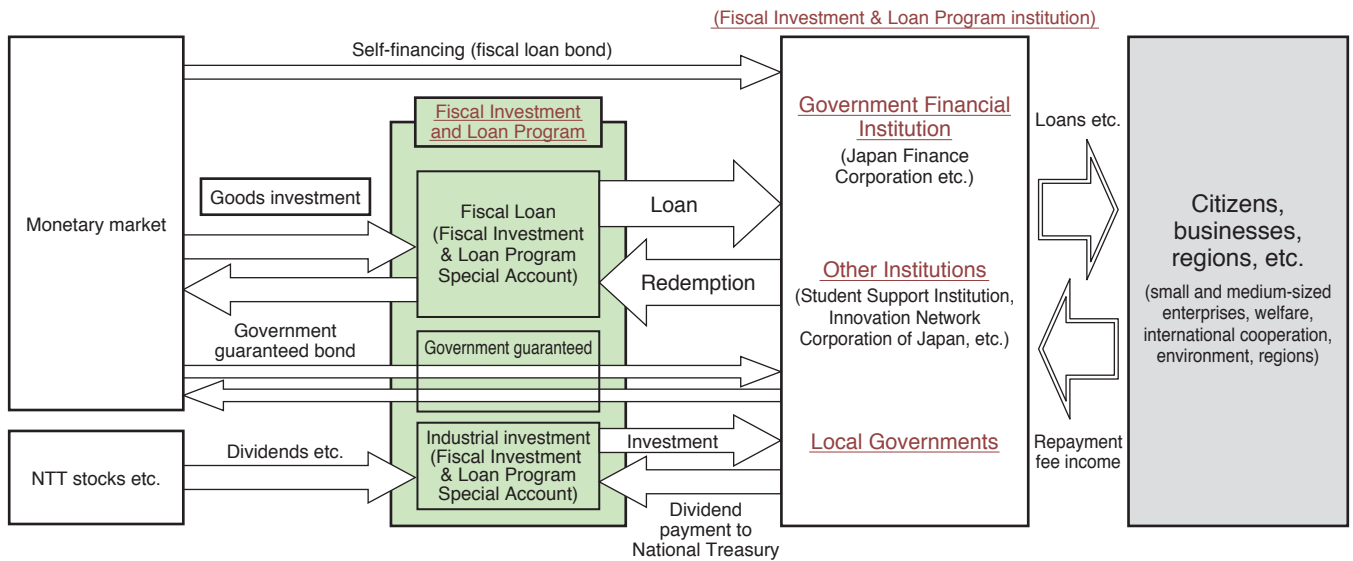 (Fiscal Investment & Loan Program institution)
Self-financing (fiscal loan bond)
Monetary market
Goods investment
Government
guaranteed bond
NTT stocks etc.
Dividends etc.
Fiscal Investment
and Loan Program
Fiscal Loan
(Fiscal Investment
& Loan Program
Special Account)
Government guaranteed
Industrial investment
(Fiscal Investment
& Loan Program
Special Account)
Loan
Redemption
Investment
Dividend
payment to
National Treasury
Government Financial
Institution
(Japan Finance
Corporation etc.)
Other Institutions
(Student Support Institution,
Innovation Network
Corporation of Japan, etc.)
Local Governments
Loans etc.
Repayment
fee income
Citizens,
businesses,
regions, etc.
(small and medium-sized
enterprises, welfare,
international cooperation,
environment, regions)